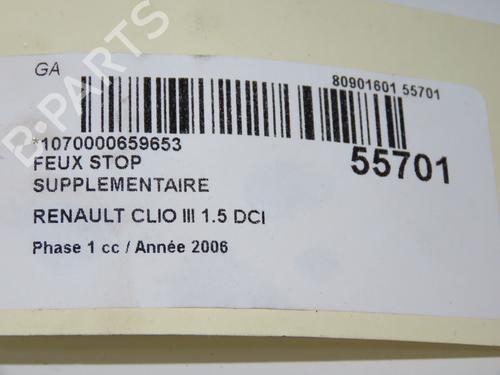 GA
80901601 55701
*1070000659653
55701
FEUX STOP
SUPPLEMENTAIRE
RENAULT CLIO III 1.5 DCI
Phase 1 cc / Année 2006
B-PARTS